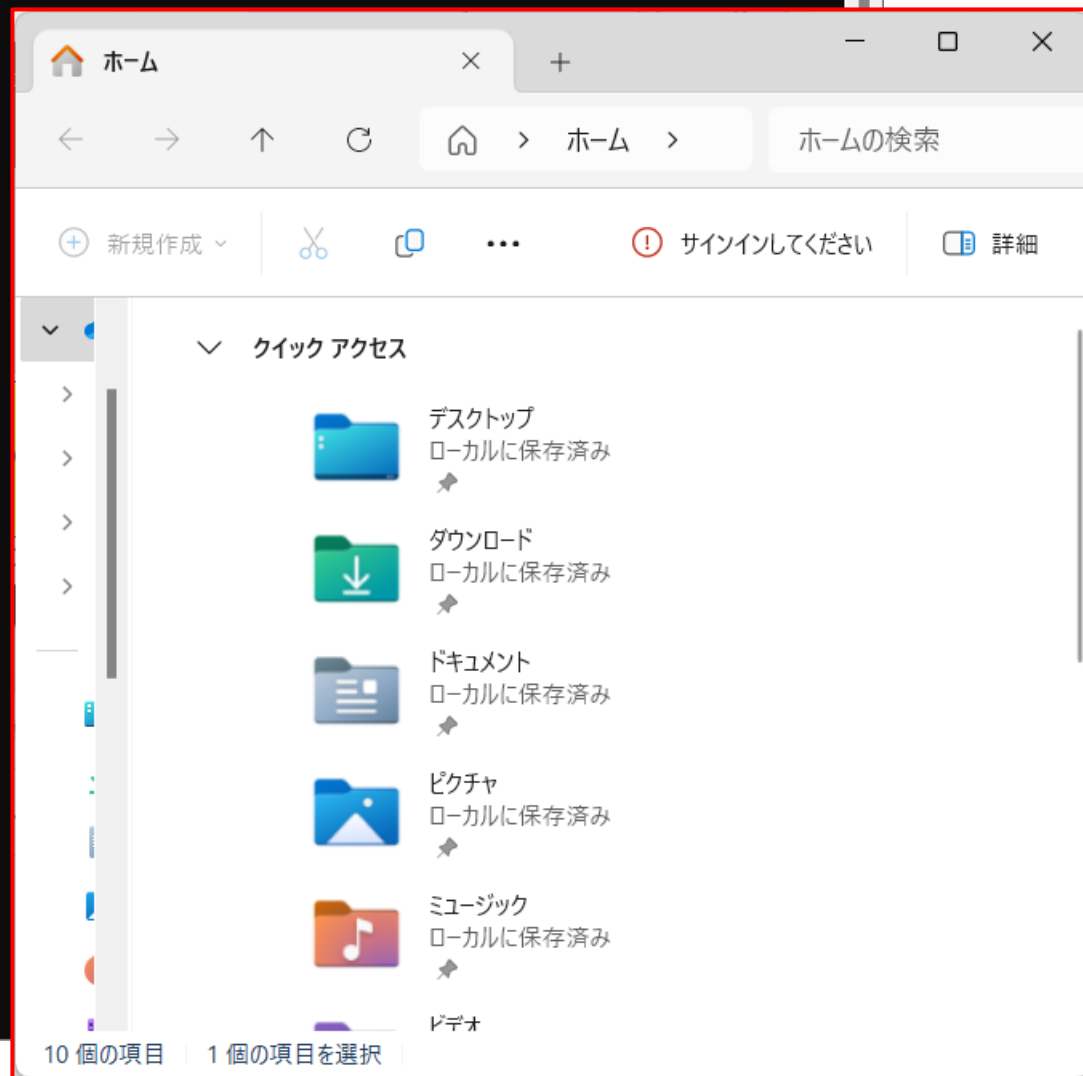 ホーム
ホーム
ホームの検索
新規作成
サインインしてください
詳細
クイック アクセス
デスクトップ
ローカルに保存済み
ダウンロード
ローカルに保存済み
ドキュメント
ローカルに保存済み
ピクチャ
ローカルに保存済み
ミュージック
ローカルに保存済み
ビデオ
10 個の項目
1 個の項目を選択